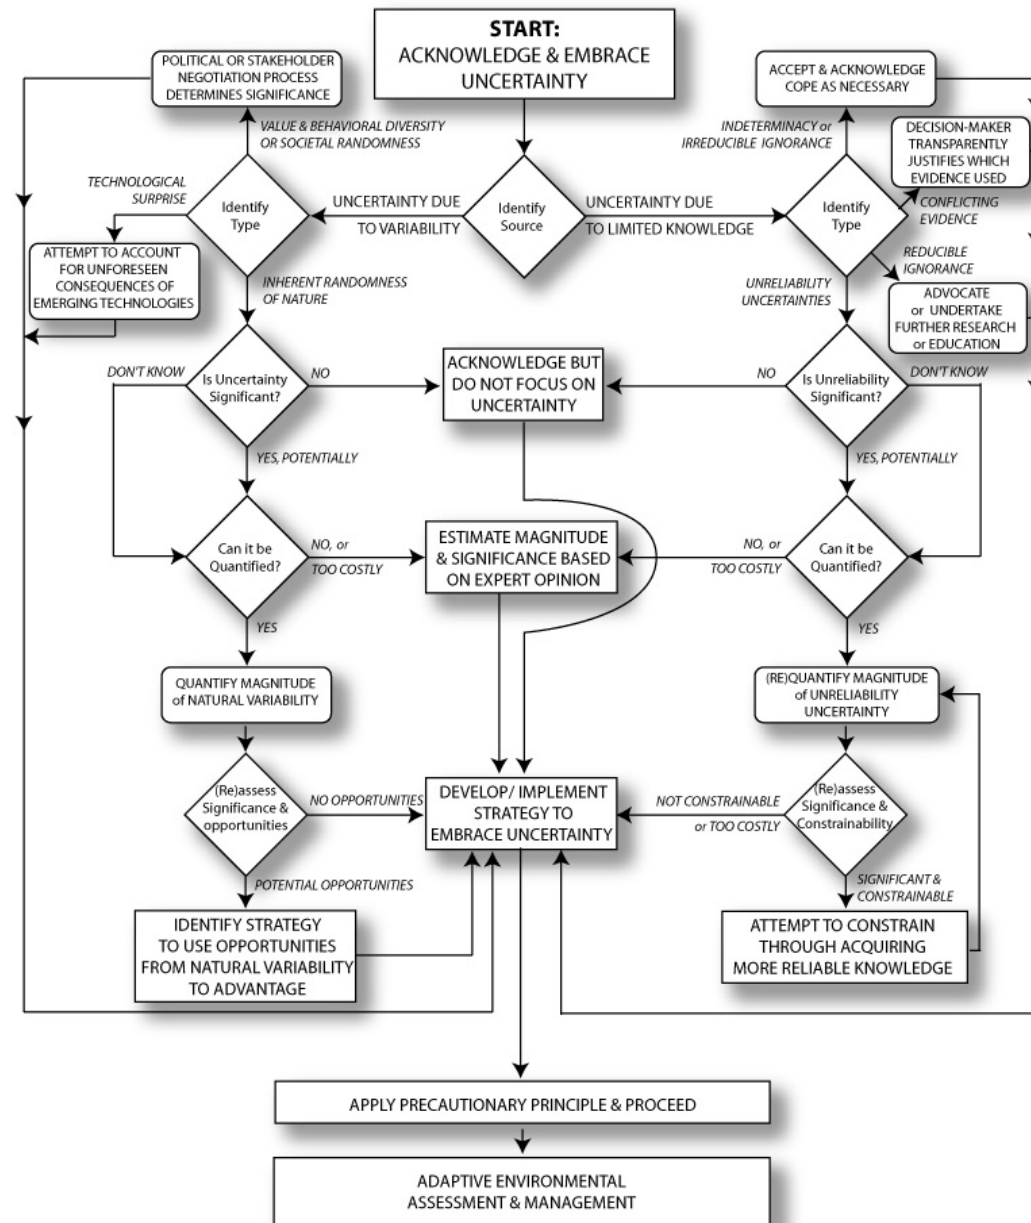 START:
ACKNOWLEDGE & EMBRACE
UNCERTAINTY
POLITICAL OR STAKEHOLDER
NEGOTIATION PROCESS
DETERMINES SIGNIFICANCE
ACCEPT & ACKNOWLEDGE
COPE AS NECESSARY
VALUE & BEHAVIORAL DIVERSITY
OR SOCIETAL RANDOMNESS
INDETERMINACY or
IRREDUCIBLE IGNORANCE
DECISION-MAKER
TRANSPARENTLY
JUSTIFIES WHICH
EVIDENCE USED
TECHNOLOGICAL
SURPRISE
Identify
Type
UNCERTAINTY DUE
TO VARIABILITY
Identify
Source
UNCERTAINTY DUE
TO LIMITED KNOWLEDGE
Identify
Type
CONFLICTING
EVIDENCE
ATTEMPT TO ACCOUNT
FOR UNFORESEEN
CONSEQUENCES OF
EMERGING TECHNOLOGIES
INHERENT RANDOMNESS
OF NATURE
UNRELIABILITY
UNCERTAINTIES
REDUCIBLE
IGNORANCE
ADVOCATE
or UNDERTAKE
FURTHER RESEARCH
or EDUCATION
DON'T KNOW
Is Uncertainty
Significant?
NO
ACKNOWLEDGE BUT
DO NOT FOCUS ON
UNCERTAINTY
NO
Is Unreliability
Significant?
DON'T KNOW
YES, POTENTIALLY
YES, POTENTIALLY
Can it be
Quantified?
NO, or
TOO COSTLY
ESTIMATE MAGNITUDE
& SIGNIFICANCE BASED
ON EXPERT OPINION
NO, or
TOO COSTLY
Can it be
Quantified?
YES
YES
QUANTIFY MAGNITUDE
of NATURAL VARIABILITY
(RE)QUANTIFY MAGNITUDE
of UNRELIABILITY
UNCERTAINTY
(Re)assess
Significance &
opportunities
NO OPPORTUNITIES
DEVELOP/ IMPLEMENT
STRATEGY TO
EMBRACE UNCERTAINTY
NOT CONSTRAINABLE
or TOO COSTLY
(Re)assess
Significance &
Constrainability
POTENTIAL OPPORTUNITIES
SIGNIFICANT &
CONSTRAINABLE
IDENTIFY STRATEGY
TO USE OPPORTUNITIES
FROM NATURAL VARIABILITY
TO ADVANTAGE
ATTEMPT TO CONSTRAIN
THROUGH ACQUIRING
MORE RELIABLE KNOWLEDGE
APPLY PRECAUTIONARY PRINCIPLE & PROCEED
ADAPTIVE ENVIRONMENTAL
ASSESSMENT & MANAGEMENT